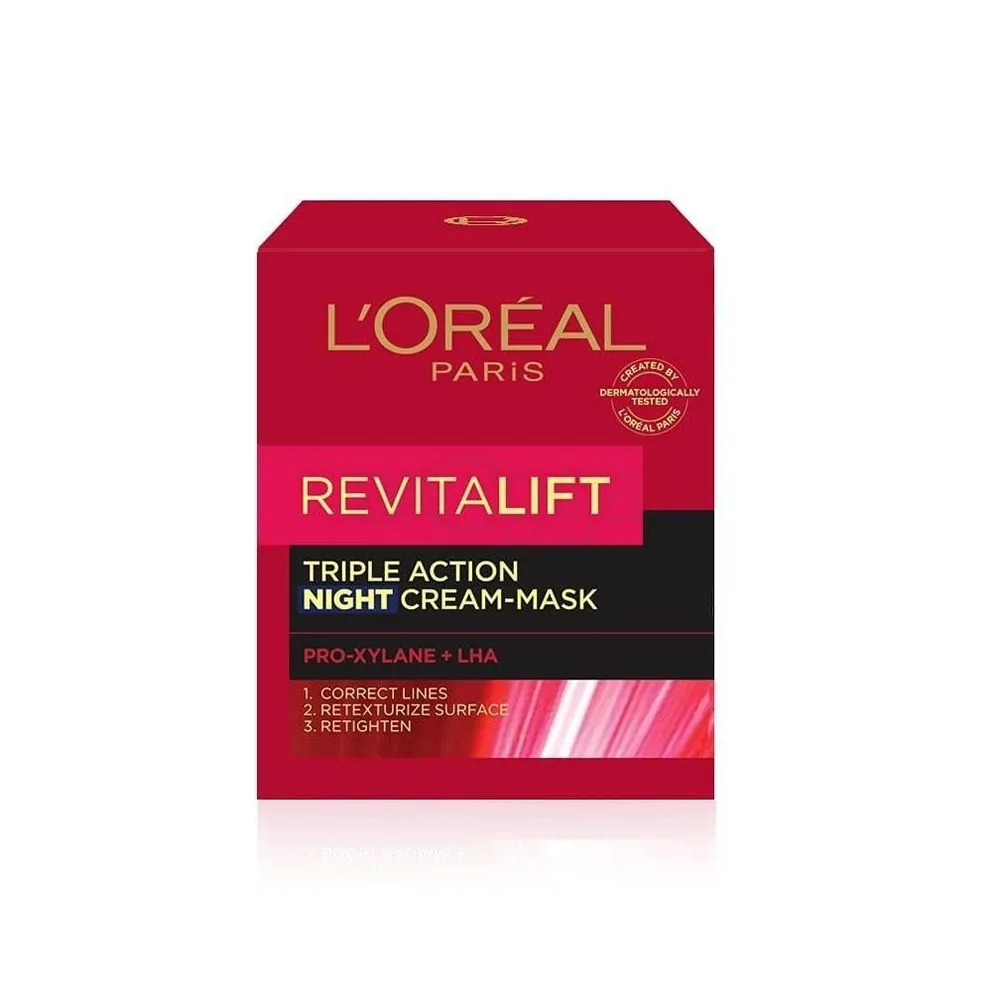 L'ORÉAL
PARiS
CREATED BY
DERMATOLOGICALLY
TESTED
L'ORÉAL PARIS
REVITALIFT
TRIPLE ACTION
NIGHT CREAM-MASK
PRO-XYLANE + LHA
1. CORRECT LINES
2. RETEXTURIZE SURFACE
3. RETIGHTEN